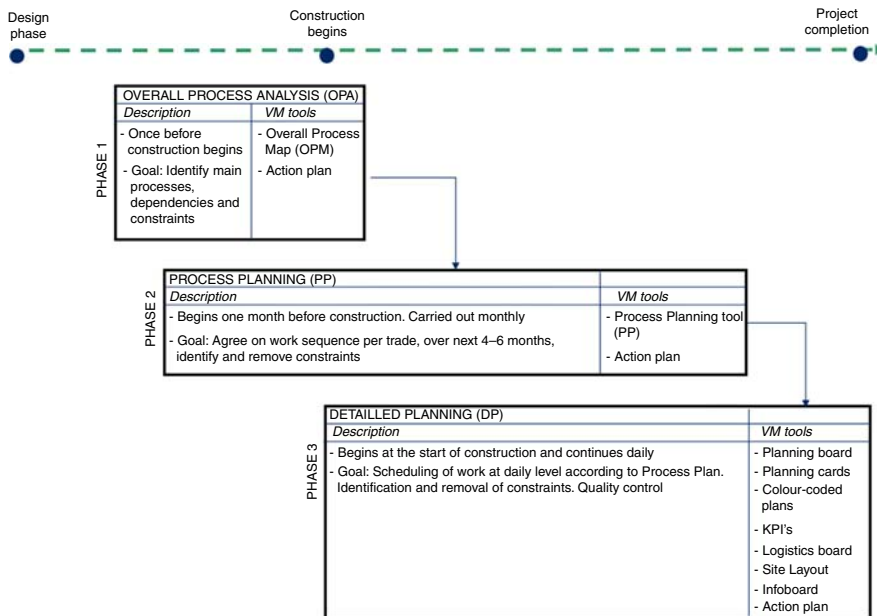 Design
phase
Construction
begins
Project
completion
PHASE 1
OVERALL PROCESS ANALYSIS (OPA)
Description
VM tools
- Once before
construction begins
- Goal: Identify main
processes,
dependencies and
constraints
- Overall Process
Map (OPM)
- Action plan
PHASE 2
PROCESS PLANNING (PP)
Description
VM tools
- Begins one month before construction. Carried out monthly
- Goal: Agree on work sequence per trade, over next 4–6 months,
identify and remove constraints
- Process Planning tool
(PP)
- Action plan
PHASE 3
DETAILLED PLANNING (DP)
Description
VM tools
- Begins at the start of construction and continues daily
- Goal: Scheduling of work at daily level according to Process Plan.
Identification and removal of constraints. Quality control
- Planning board
- Planning cards
- Colour-coded
plans
- KPI's
- Logistics board
- Site Layout
- Infoboard
- Action plan